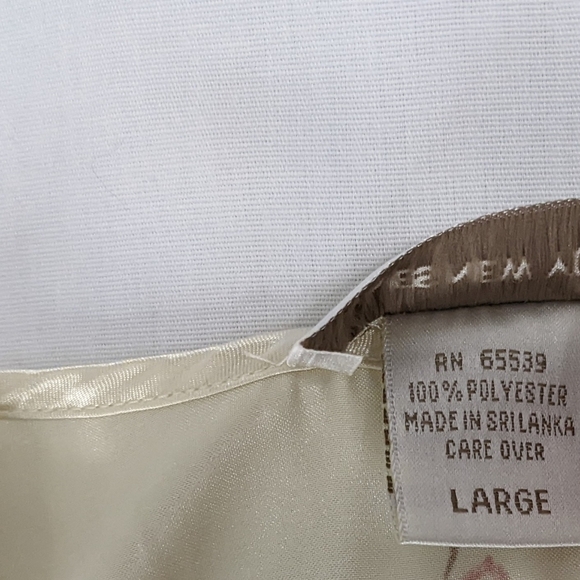 RN 65539
100% POLYESTER
MADE IN SRI LANKA
CARE OVER
LARGE